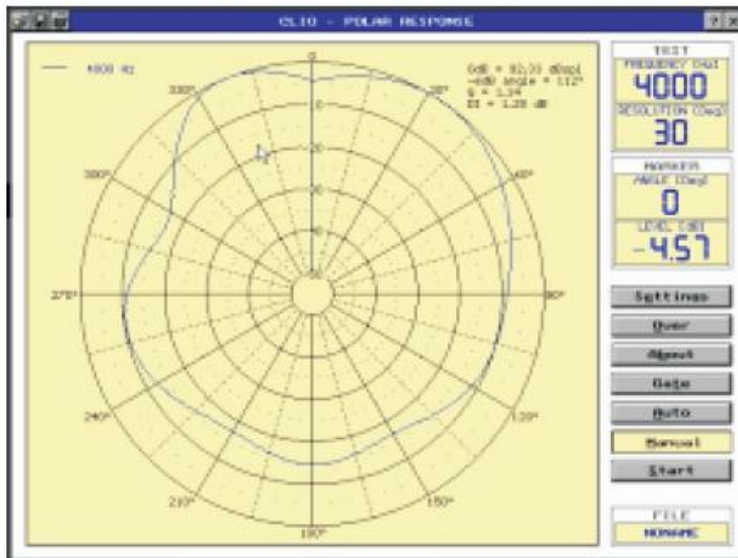 CLIO - POLAR RESPONSE
4000 Hz
0
0dB = 92,33 dBspl
-6dB angle = 112°
Q = 1.34
DI = 1.28 dB
330°
30°
300°
60°
270°
90°
240°
120°
210°
150°
180°
TEST
FREQUENCY [Hz]
4000
RESOLUTION [Deg]
30
MARKER
ANGLE [Deg]
0
LEVEL [dB]
-4.57
Settings
Over
About
Gate
Auto
Manual
Start
FILE
NONAME